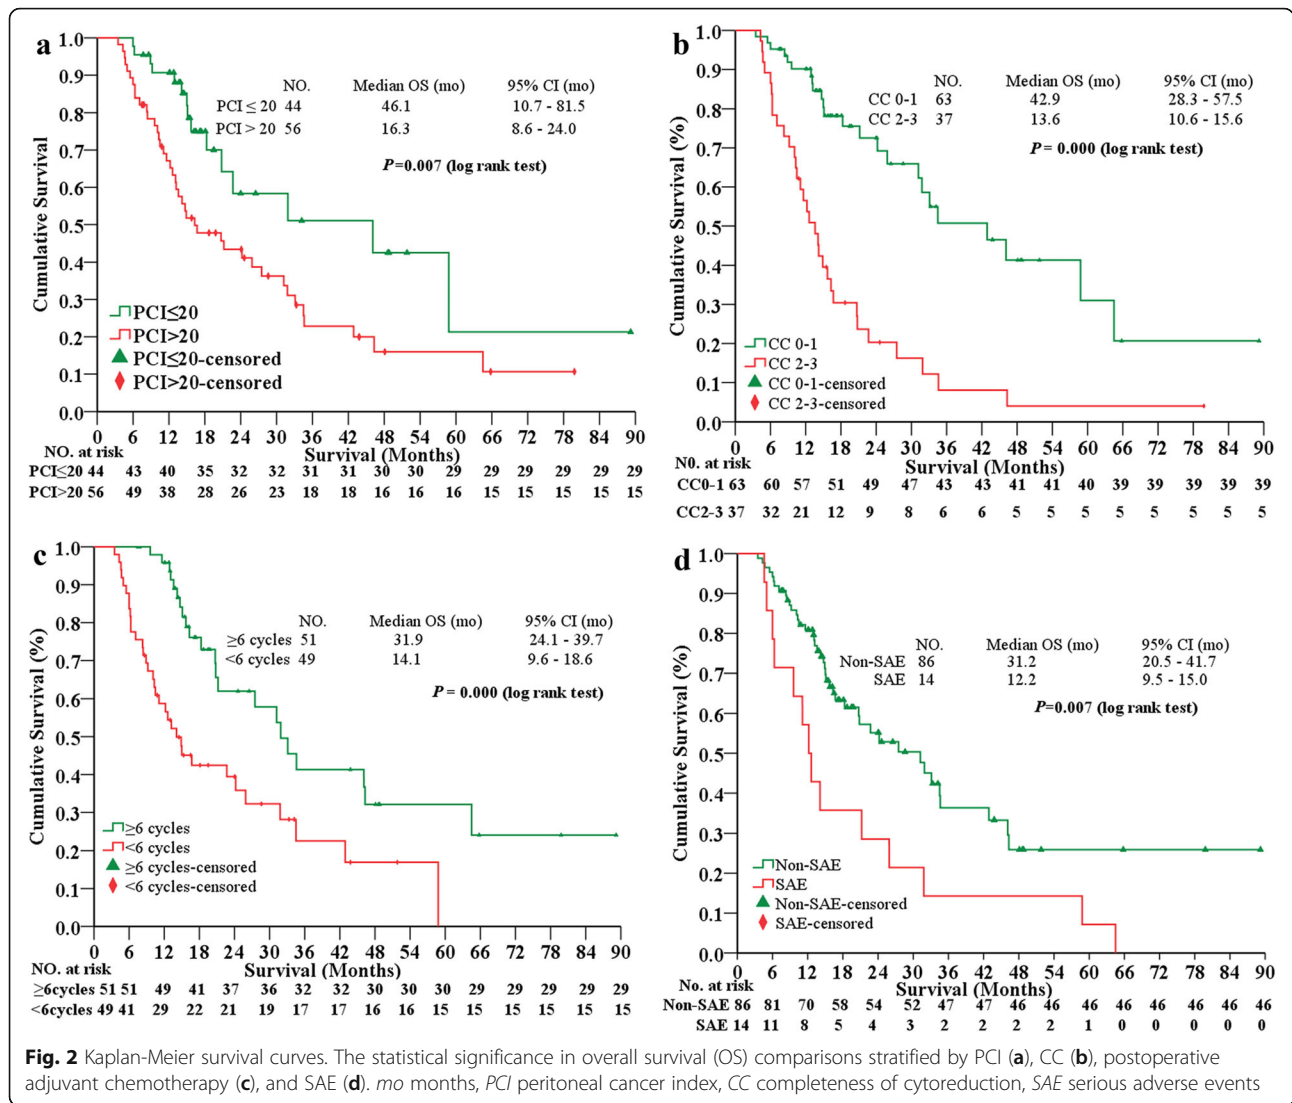 a
Cumulative Survival
1.0
0.9
0.8
0.7
0.6
0.5
0.4
0.3
0.2
0.1
0.0
NO. Median OS (mo) 95% CI (mo)
PCI ≤ 20 44 46.1 10.7 - 81.5
PCI > 20 56 16.3 8.6 - 24.0
P=0.007 (log rank test)
PCI≤20
PCI>20
PCI≤20-censored
PCI>20-censored
0 6 12 18 24 30 36 42 48 54 60 66 72 78 84 90
NO. at risk Survival (Months)
PCI≤20 44 43 40 35 32 32 31 31 30 30 29 29 29 29 29 29
PCI>20 56 49 38 28 26 23 18 18 16 16 16 15 15 15 15 15
b
Cumulative Survival (%)
1.0
0.9
0.8
0.7
0.6
0.5
0.4
0.3
0.2
0.1
0.0
NO. Median OS (mo) 95% CI (mo)
CC 0-1 63 42.9 28.3 - 57.5
CC 2-3 37 13.6 10.6 - 15.6
P = 0.000 (log rank test)
CC 0-1
CC 2-3
CC 0-1-censored
CC 2-3-censored
0 6 12 18 24 30 36 42 48 54 60 66 72 78 84 90
N0. at risk Survival (Months)
CC0-1 63 60 57 51 49 47 43 43 41 41 40 39 39 39 39 39
CC2-3 37 32 21 12 9 8 6 6 5 5 5 5 5 5 5 5
c
Cumulative Survival (%)
1.0
0.9
0.8
0.7
0.6
0.5
0.4
0.3
0.2
0.1
0.0
NO. Median OS (mo) 95% CI (mo)
≥6 cycles 51 31.9 24.1 - 39.7
<6 cycles 49 14.1 9.6 - 18.6
P = 0.000 (log rank test)
≥6 cycles
<6 cycles
≥6 cycles-censored
<6 cycles-censored
0 6 12 18 24 30 36 42 48 54 60 66 72 78 84 90
NO. at risk Survival (Months)
≥6cycles 51 51 49 41 37 36 32 32 30 30 30 29 29 29 29 29
<6cycles 49 41 29 22 21 19 17 17 16 16 15 15 15 15 15 15
d
Cumulative Survival (%)
1.0
0.9
0.8
0.7
0.6
0.5
0.4
0.3
0.2
0.1
0.0
NO. Median OS (mo) 95% CI (mo)
Non-SAE 86 31.2 20.5 - 41.7
SAE 14 12.2 9.5 - 15.0
P=0.007 (log rank test)
Non-SAE
SAE
Non-SAE-censored
SAE-censored
0 6 12 18 24 30 36 42 48 54 60 66 72 78 84 90
No. at risk Survival (Months)
Non-SAE 86 81 70 58 54 52 47 47 46 46 46 46 46 46 46 46
SAE 14 11 8 5 4 3 2 2 2 2 1 0 0 0 0 0
Fig. 2 Kaplan-Meier survival curves. The statistical significance in overall survival (OS) comparisons stratified by PCI (a), CC (b), postoperative
adjuvant chemotherapy (c), and SAE (d). mo months, PCI peritoneal cancer index, CC completeness of cytoreduction, SAE serious adverse events